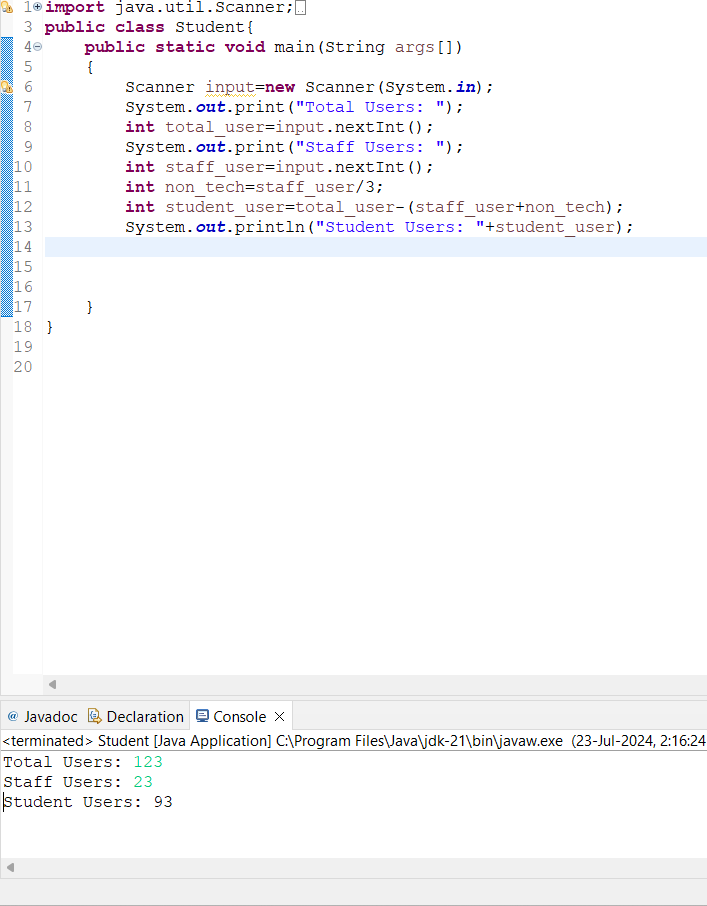 1 import java.util.Scanner;
3 public class Student{
4     public static void main(String args[])
5     {
6         Scanner input=new Scanner(System.in);
7         System.out.print("Total Users: ");
8         int total_user=input.nextInt();
9         System.out.print("Staff Users: ");
10         int staff_user=input.nextInt();
11         int non_tech=staff_user/3;
12         int student_user=total_user-(staff_user+non_tech);
13         System.out.println("Student Users: "+student_user);
14
15
16
17     }
18 }
19
20
@ Javadoc Declaration Console
<terminated> Student [Java Application] C:\Program Files\Java\jdk-21\bin\javaw.exe (23-Jul-2024, 2:16:24
Total Users: 123
Staff Users: 23
Student Users: 93